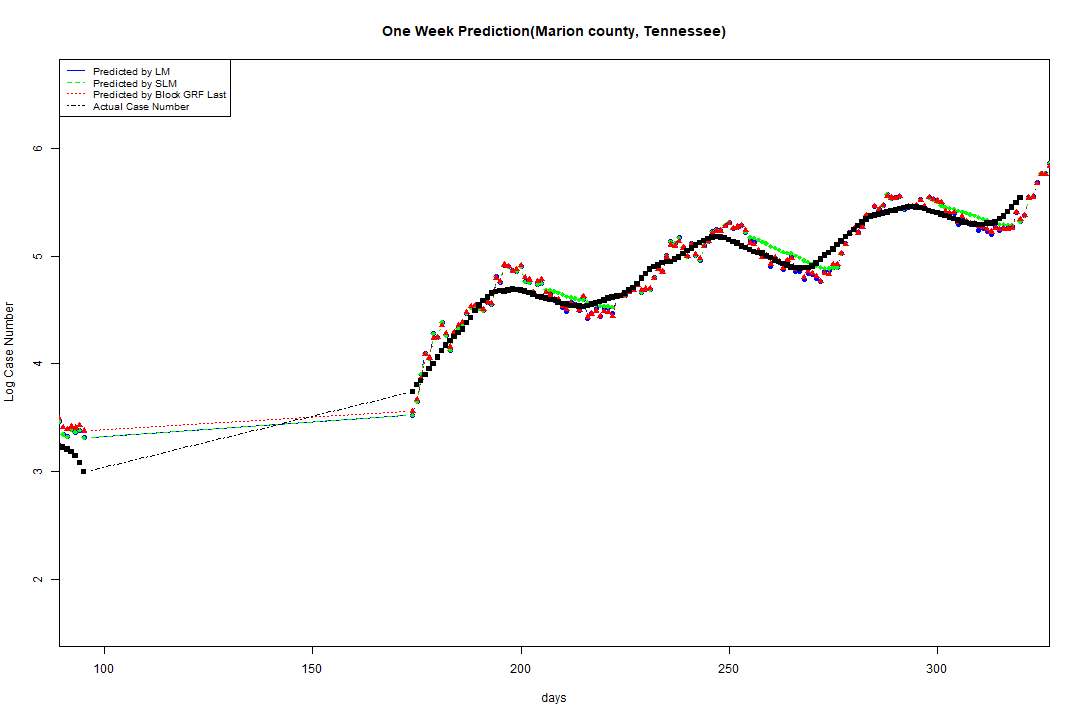 One Week Prediction(Marion county, Tennessee)
Predicted by LM
Predicted by SLM
Predicted by Block GRF Last
Actual Case Number
6
5
4
3
2
Log Case Number
100 150 200 250 300
days